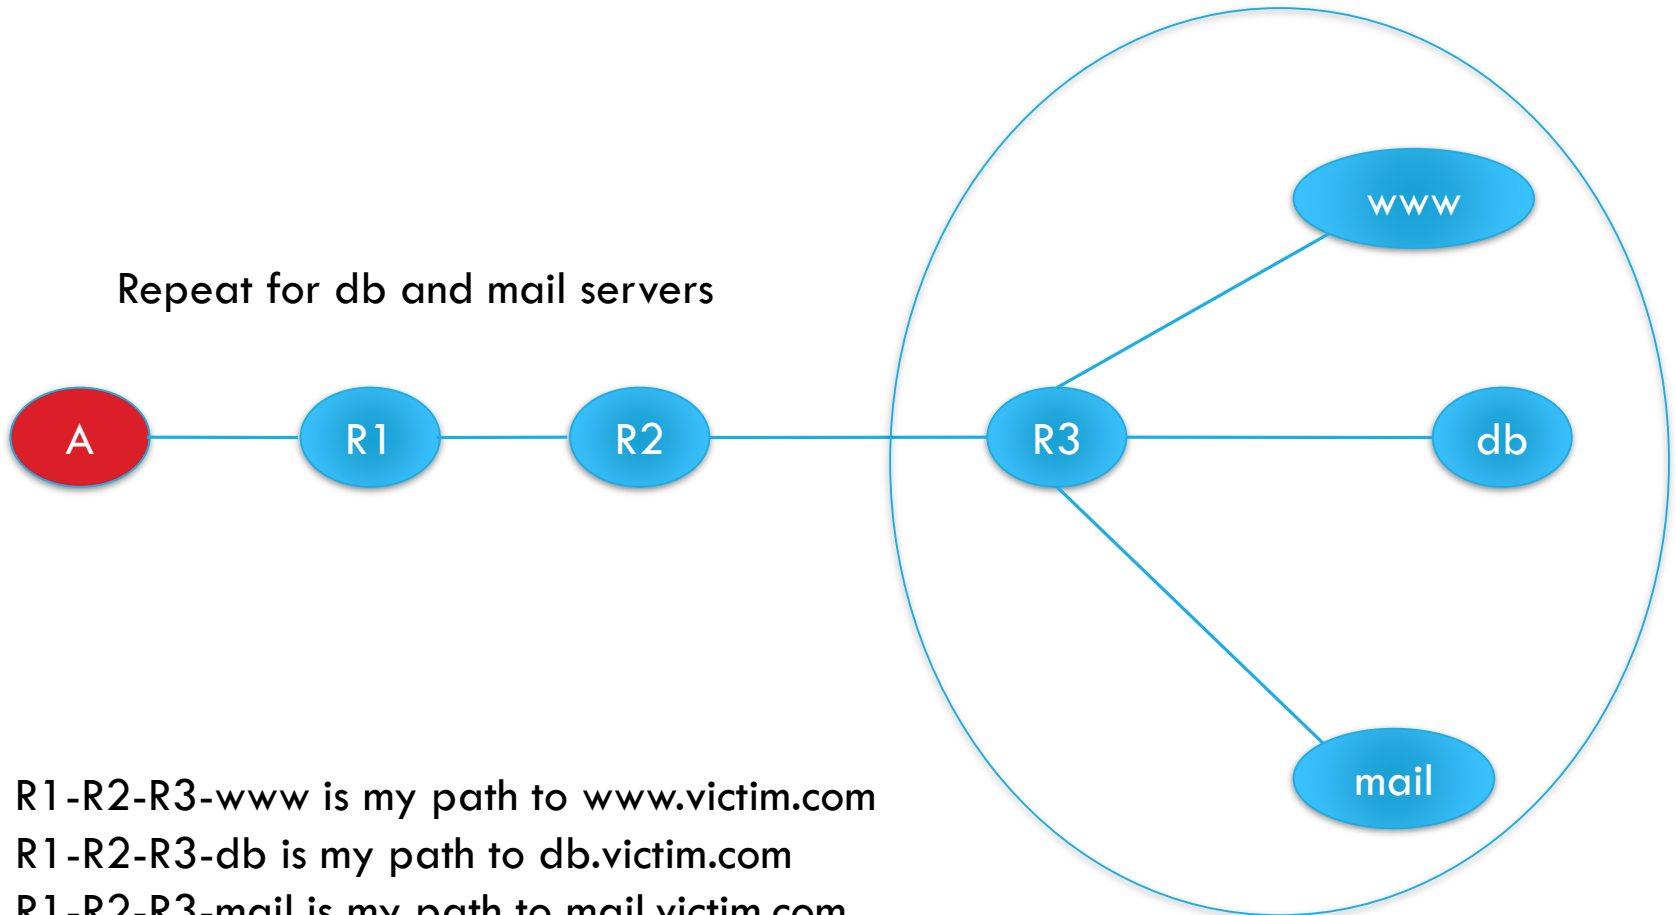 www
Repeat for db and mail servers
A
R1
R2
R3
db
mail
R1-R2-R3-www is my path to www.victim.com
R1-R2-R3-db is my path to db.victim.com
R1-R2-R3-mail is my path to mail.victim.com